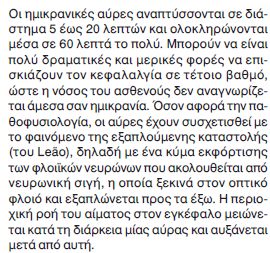 Οι ημικρανικές αύρες αναπτύσσονται σε διά-
στημα 5 έως 20 λεπτών και ολοκληρώνονται
μέσα σε 60 λεπτά το πολύ. Μπορούν να είναι
πολύ δραματικές και μερικές φορές να επι-
σκιάζουν τον κεφαλαλγία σε τέτοιο βαθμό,
ώστε η νόσος του ασθενούς δεν αναγνωρίζε-
ται άμεσα σαν ημικρανία. Όσον αφορά την πα-
θοφυσιολογία, οι αύρες έχουν συσχετισθεί με
το φαινόμενο της εξαπλούμενης καταστολής
(του Leão), δηλαδή με ένα κύμα εκφόρτισης
των φλοιϊκών νευρώνων που ακολουθείται από
νευρωνική σιγή, η οποία ξεκινά στον οπτικό
φλοιό και εξαπλώνεται προς τα έξω. Η περιο-
χική ροή του αίματος στον εγκέφαλο μειώνε-
ται κατά τη διάρκεια μίας αύρας και αυξάνεται
μετά από αυτή.